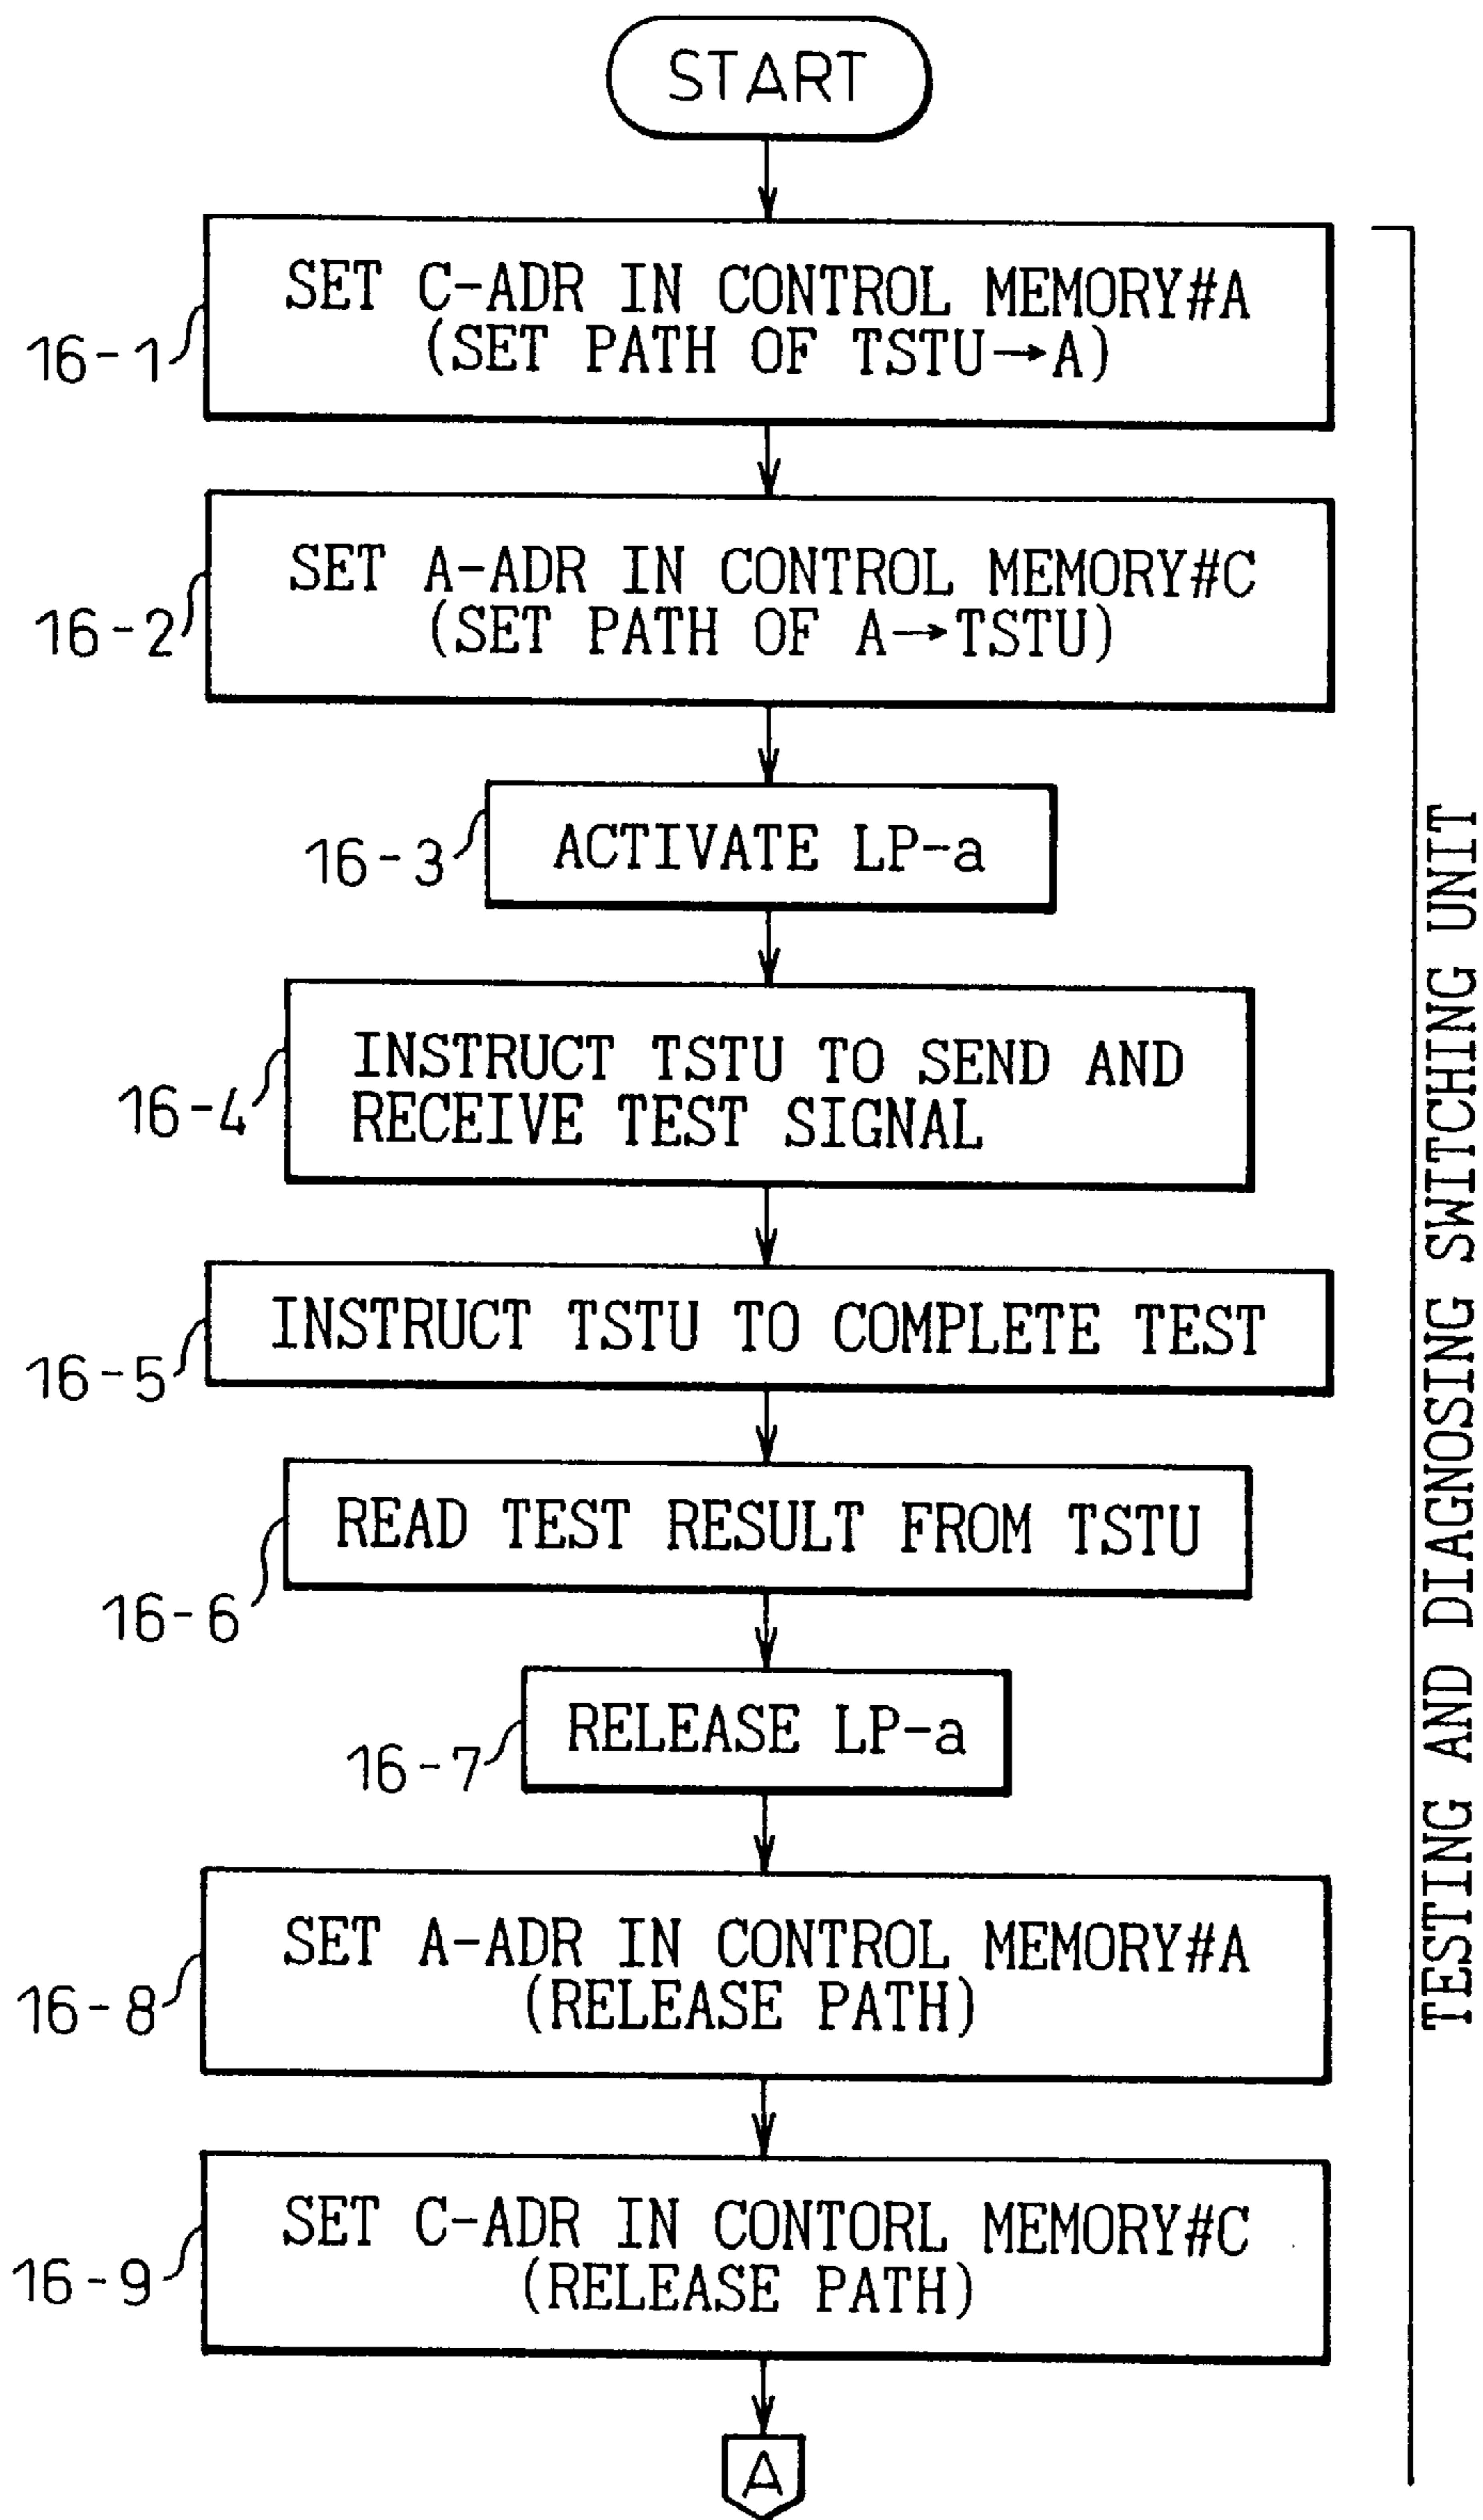 START
16-1
SET C-ADR IN CONTROL MEMORY#A
(SET PATH OF TSTU→A)
16-2
SET A-ADR IN CONTROL MEMORY#C
(SET PATH OF A→TSTU)
16-3
ACTIVATE LP-a
16-4
INSTRUCT TSTU TO SEND AND
RECEIVE TEST SIGNAL
16-5
INSTRUCT TSTU TO COMPLETE TEST
16-6
READ TEST RESULT FROM TSTU
16-7
RELEASE LP-a
16-8
SET A-ADR IN CONTROL MEMORY#A
(RELEASE PATH)
16-9
SET C-ADR IN CONTORL MEMORY#C
(RELEASE PATH)
A
TESTING AND DIAGNOSING SWITCHING UNIT